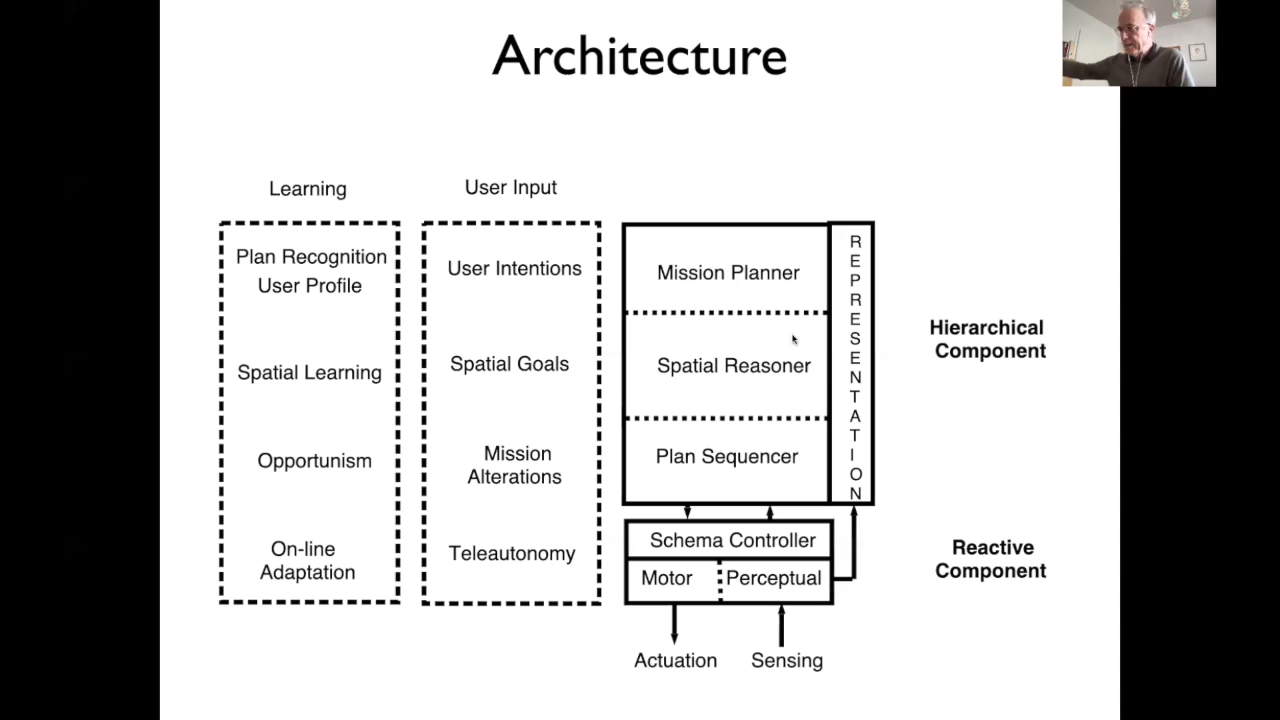 Architecture
Learning
User Input
Plan Recognition
User Profile
Spatial Learning
Opportunism
On-line
Adaptation
User Intentions
Spatial Goals
Mission
Alterations
Teleautonomy
Mission Planner
Spatial Reasoner
Plan Sequencer
REPRESENTATION
Schema Controller
Motor
Perceptual
Actuation
Sensing
Hierarchical
Component
Reactive
Component